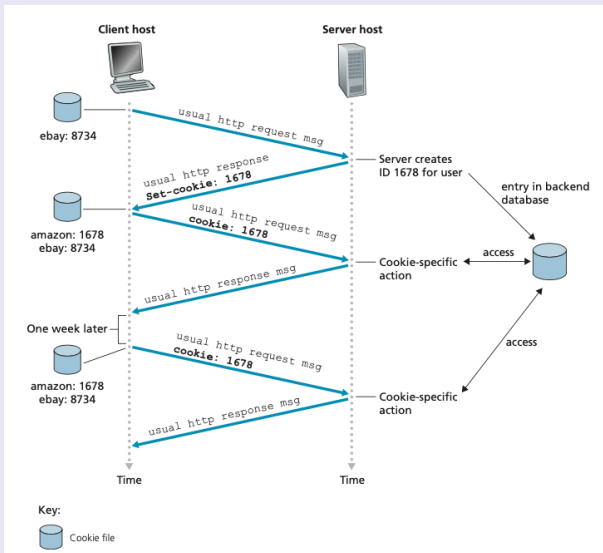 Client host
Server host
usual http request msg
ebay: 8734
Server creates
ID 1678 for user
usual http response
Set-cookie: 1678
entry in backend
database
usual http request msg
cookie: 1678
amazon: 1678
ebay: 8734
access
Cookie-specific
action
usual http response msg
One week later
usual http request msg
cookie: 1678
access
amazon: 1678
ebay: 8734
Cookie-specific
action
usual http response msg
Time
Time
Key:
Cookie file